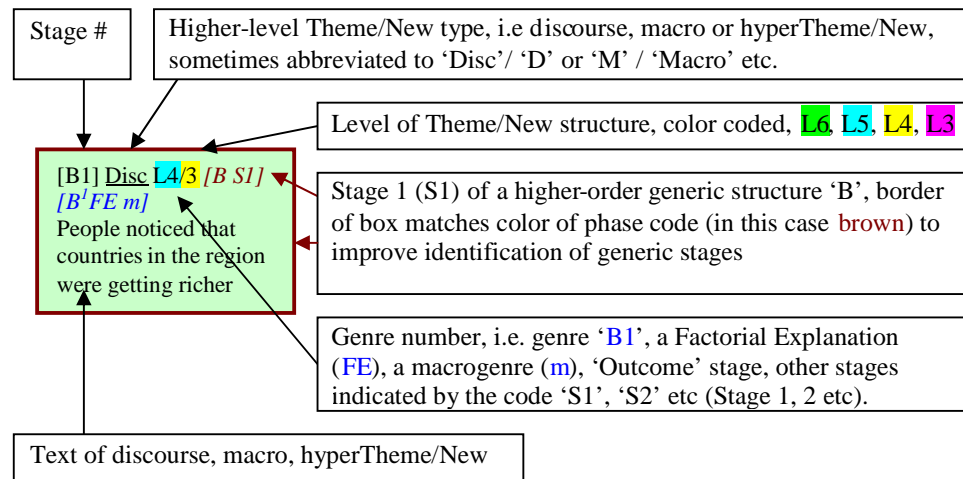 Stage #
Higher-level Theme/New type, i.e discourse, macro or hyperTheme/New,
sometimes abbreviated to ‘Disc’/ ‘D’ or ‘M’ / ‘Macro’ etc.
Level of Theme/New structure, color coded, L6, L5, L4, L3
[B1] Disc L4/3 [B S1]
[B¹FE m]
People noticed that
countries in the region
were getting richer
Stage 1 (S1) of a higher-order generic structure ‘B’, border
of box matches color of phase code (in this case brown) to
improve identification of generic stages
Genre number, i.e. genre ‘B1’, a Factorial Explanation
(FE), a macrogenre (m), ‘Outcome’ stage, other stages
indicated by the code ‘S1’, ‘S2’ etc (Stage 1, 2 etc).
Text of discourse, macro, hyperTheme/New